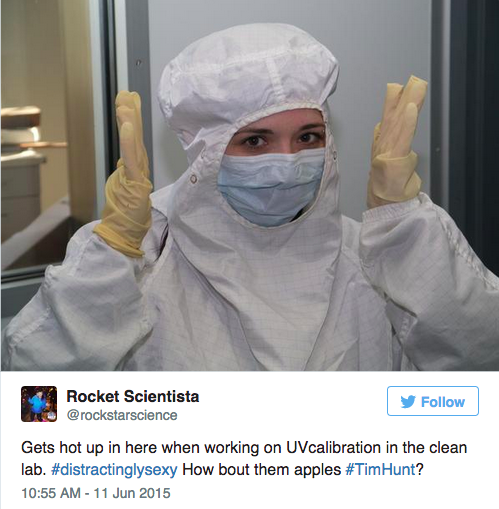 Rocket Scientista
@rockstarscience
Follow
Gets hot up in here when working on UVcalibration in the clean
lab. #distractinglysexy How bout them apples #TimHunt?
10:55 AM - 11 Jun 2015